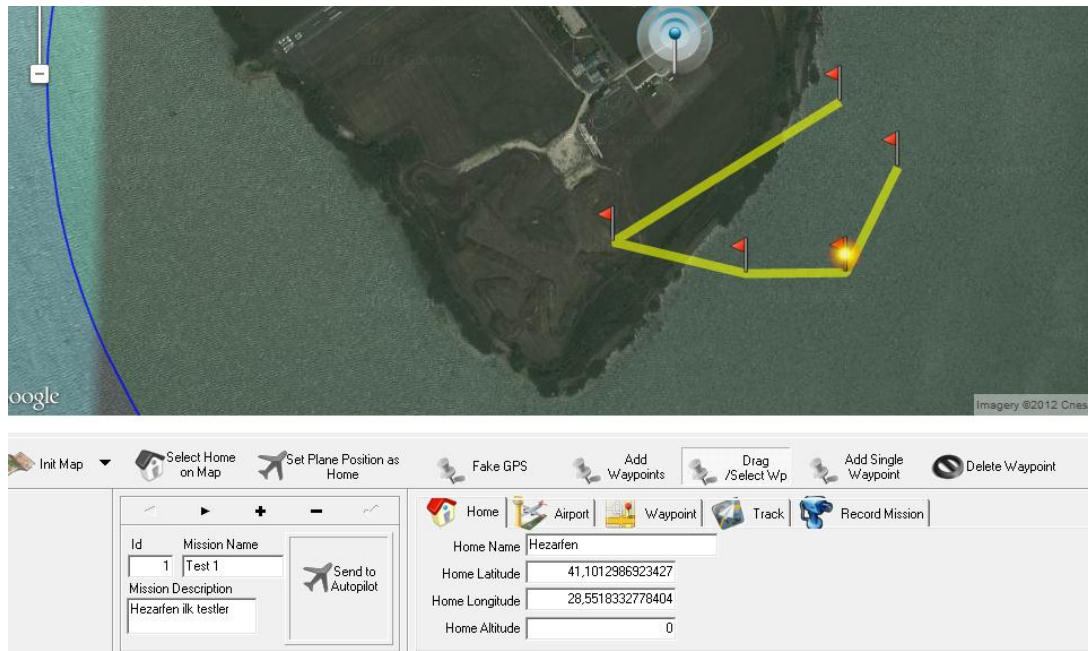 oogle
Imagery ©2012 Cnes
Init Map
Select Home
on Map
Set Plane Position as
Home
Fake GPS
Add
Waypoints
Drag
/Select Wp
Add Single
Waypoint
Delete Waypoint
Home
Airport
Waypoint
Track
Record Mission
Id
Mission Name
1
Test 1
Mission Description
Hezarfen ilk testler
Send to
Autopilot
Home Name
Hezarfen
Home Latitude
41,1012986923427
Home Longitude
28,5518332778404
Home Altitude
0